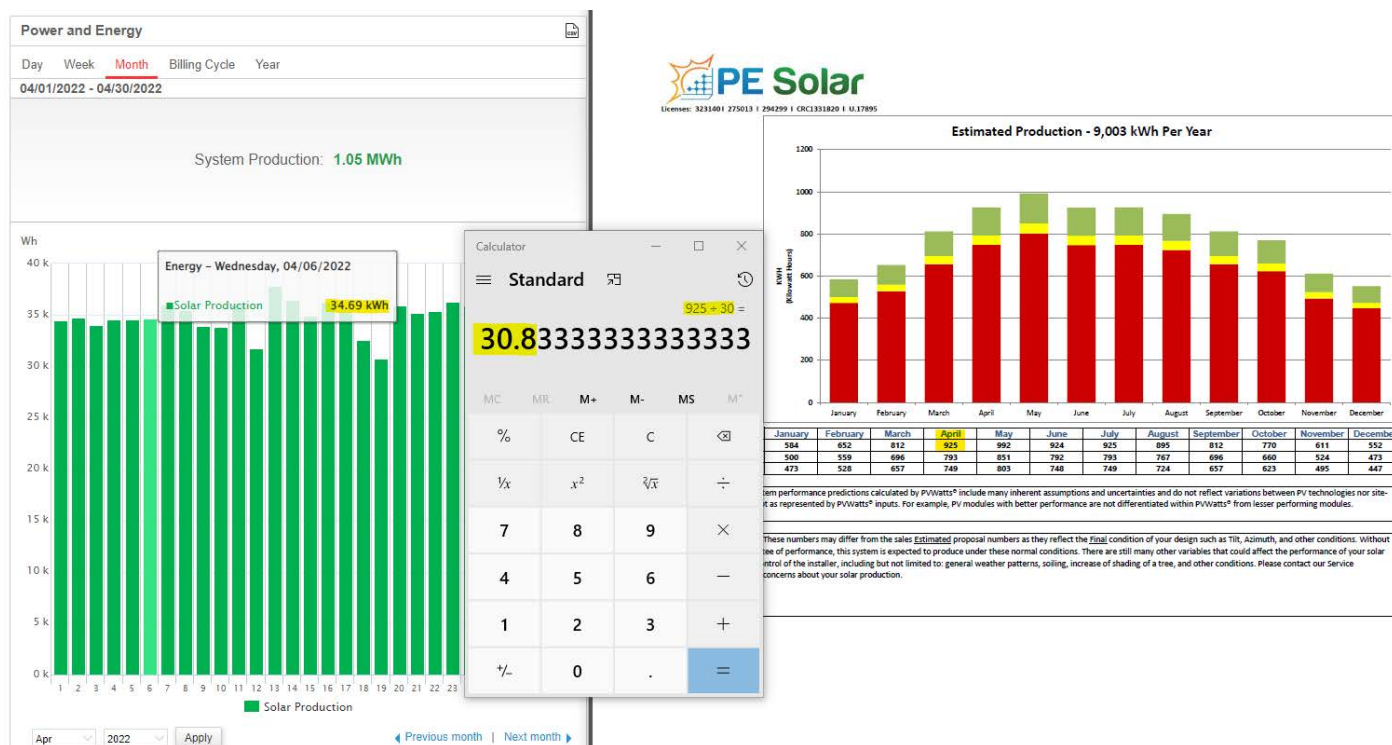 Power and Energy
CSV
Day Week Month Billing Cycle Year
04/01/2022 - 04/30/2022
System Production: 1.05 MWh
Wh
40 k
35 k
30 k
25 k
20 k
15 k
10 k
5 k
0 k
Energy – Wednesday, 04/06/2022
Solar Production 34.69 kWh
1 2 3 4 5 6 7 8 9 10 11 12 13 14 15 16 17 18 19 20 21 22 23
Solar Production
Apr 2022 Apply
Previous month | Next month
Calculator
Standard
925 ÷ 30 =
30.83333333333333
MC MR M+ M- MS M˅
% CE C
¹/x x² ²√x ÷
7 8 9 ×
4 5 6 −
1 2 3 +
+/− 0 . =
PE Solar
Licenses: 323140 I 275013 I 294299 I CRC1331820 I U.17895
Estimated Production - 9,003 kWh Per Year
1200
1000
800
600
400
200
0
KWH
(Kilowatt Hours)
January February March April May June July August September October November December
January February March April May June July August September October November Decembe
584 652 812 925 992 924 925 895 812 770 611 552
500 559 696 793 851 792 793 767 696 660 524 473
473 528 657 749 803 748 749 724 657 623 495 447
em performance predictions calculated by PVWatts® include many inherent assumptions and uncertainties and do not reflect variations between PV technologies nor site-
t as represented by PVWatts® inputs. For example, PV modules with better performance are not differentiated within PVWatts® from lesser performing modules.
These numbers may differ from the sales Estimated proposal numbers as they reflect the Final condition of your design such as Tilt, Azimuth, and other conditions. Without
tee of performance, this system is expected to produce under these normal conditions. There are still many other variables that could affect the performance of your solar
ntrol of the installer, including but not limited to: general weather patterns, soiling, increase of shading of a tree, and other conditions. Please contact our Service
concerns about your solar production.